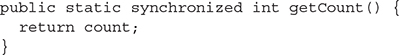 public static synchronized int getCount() {
  return count;
}